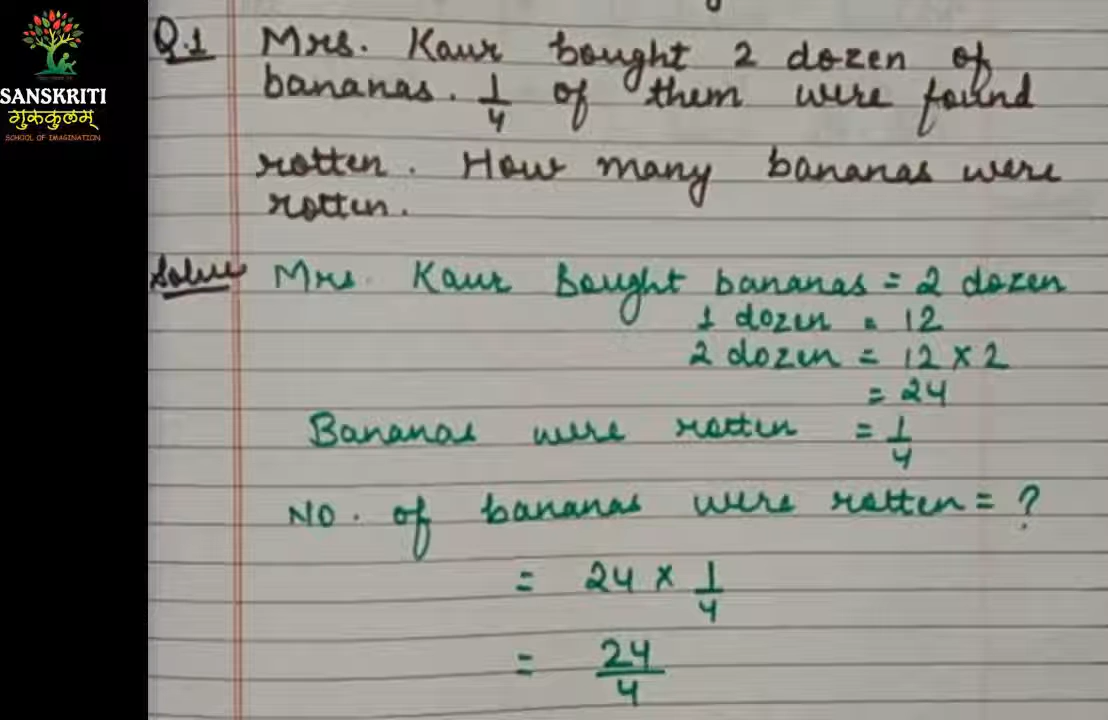 SANSKRITI
गुरुकुलम्
SCHOOL OF IMAGINATION
Q.1 Mrs. Kaur bought 2 dozen of
bananas. 1/4 of them were found
rotten. How many bananas were
rotten.
Solve Mrs. Kaur Bought bananas = 2 dozen
1 dozen = 12
2 dozen = 12 x 2
= 24
Bananas were rotten = 1/4
NO. of bananas were rotten = ?
= 24 x 1/4
= 24/4